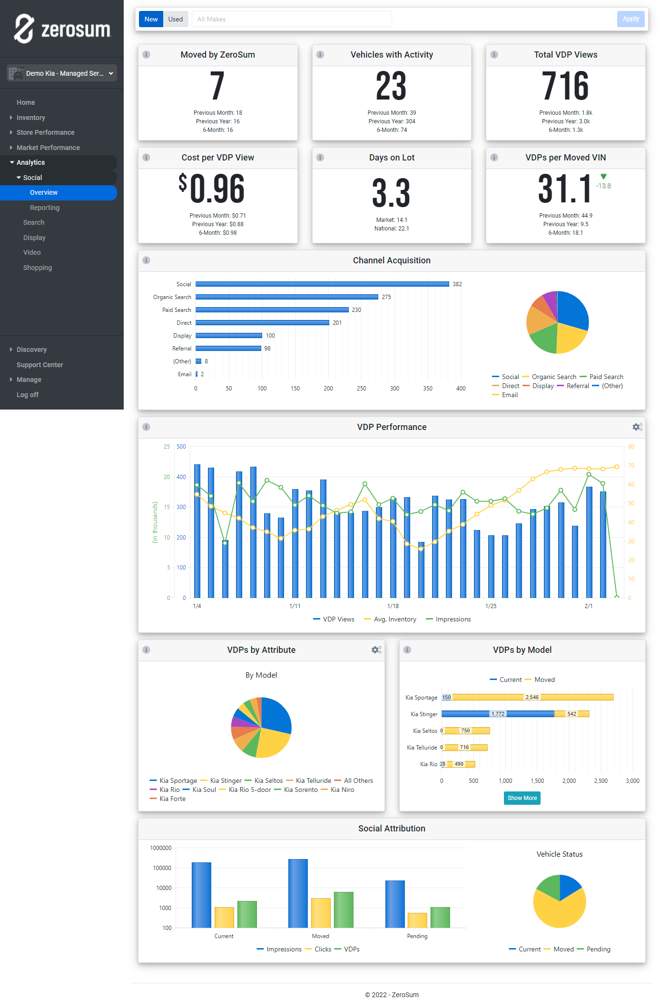 zerosum
Demo Kia - Managed Ser...
Home
Inventory
Store Performance
Market Performance
Analytics
Social
Overview
Reporting
Search
Display
Video
Shopping
Discovery
Support Center
Manage
Log off
New Used All Makes Apply
Moved by ZeroSum
7
Previous Month: 18
Previous Year: 16
6-Month: 16
Vehicles with Activity
23
Previous Month: 39
Previous Year: 304
6-Month: 74
Total VDP Views
716
Previous Month: 1.8k
Previous Year: 3.0k
6-Month: 1.3k
Cost per VDP View
$0.96
Previous Month: $0.71
Previous Year: $0.88
6-Month: $0.98
Days on Lot
3.3
Market: 14.1
National: 22.1
VDPs per Moved VIN
31.1 -13.8
Previous Month: 44.9
Previous Year: 9.5
6-Month: 18.1
Channel Acquisition
Social 382
Organic Search 275
Paid Search 230
Direct 201
Display 100
Referral 98
(Other) 8
Email 2
0 50 100 150 200 250 300 350 400
Social Organic Search Paid Search
Direct Display Referral (Other)
Email
VDP Performance
25 500 80
70
20 400
60
50
15 300
40
10 200
30
20
5 100
10
0 0 0
(in thousands)
1/4 1/11 1/18 1/25 2/1
VDP Views Avg. Inventory Impressions
VDPs by Attribute
By Model
Kia Sportage Kia Stinger Kia Seltos Kia Telluride All Others
Kia Rio Kia Soul Kia Rio 5-door Kia Sorento Kia Niro
Kia Forte
VDPs by Model
Current Moved
Kia Sportage 150 2,546
Kia Stinger 1,772 542
Kia Seltos 0 750
Kia Telluride 0 716
Kia Rio 28 490
0 500 1,000 1,500 2,000 2,500 3,000
Show More
Social Attribution
1000000
100000
10000
1000
100
Current Moved Pending
Impressions Clicks VDPs
Vehicle Status
Current Moved Pending
© 2022 - ZeroSum